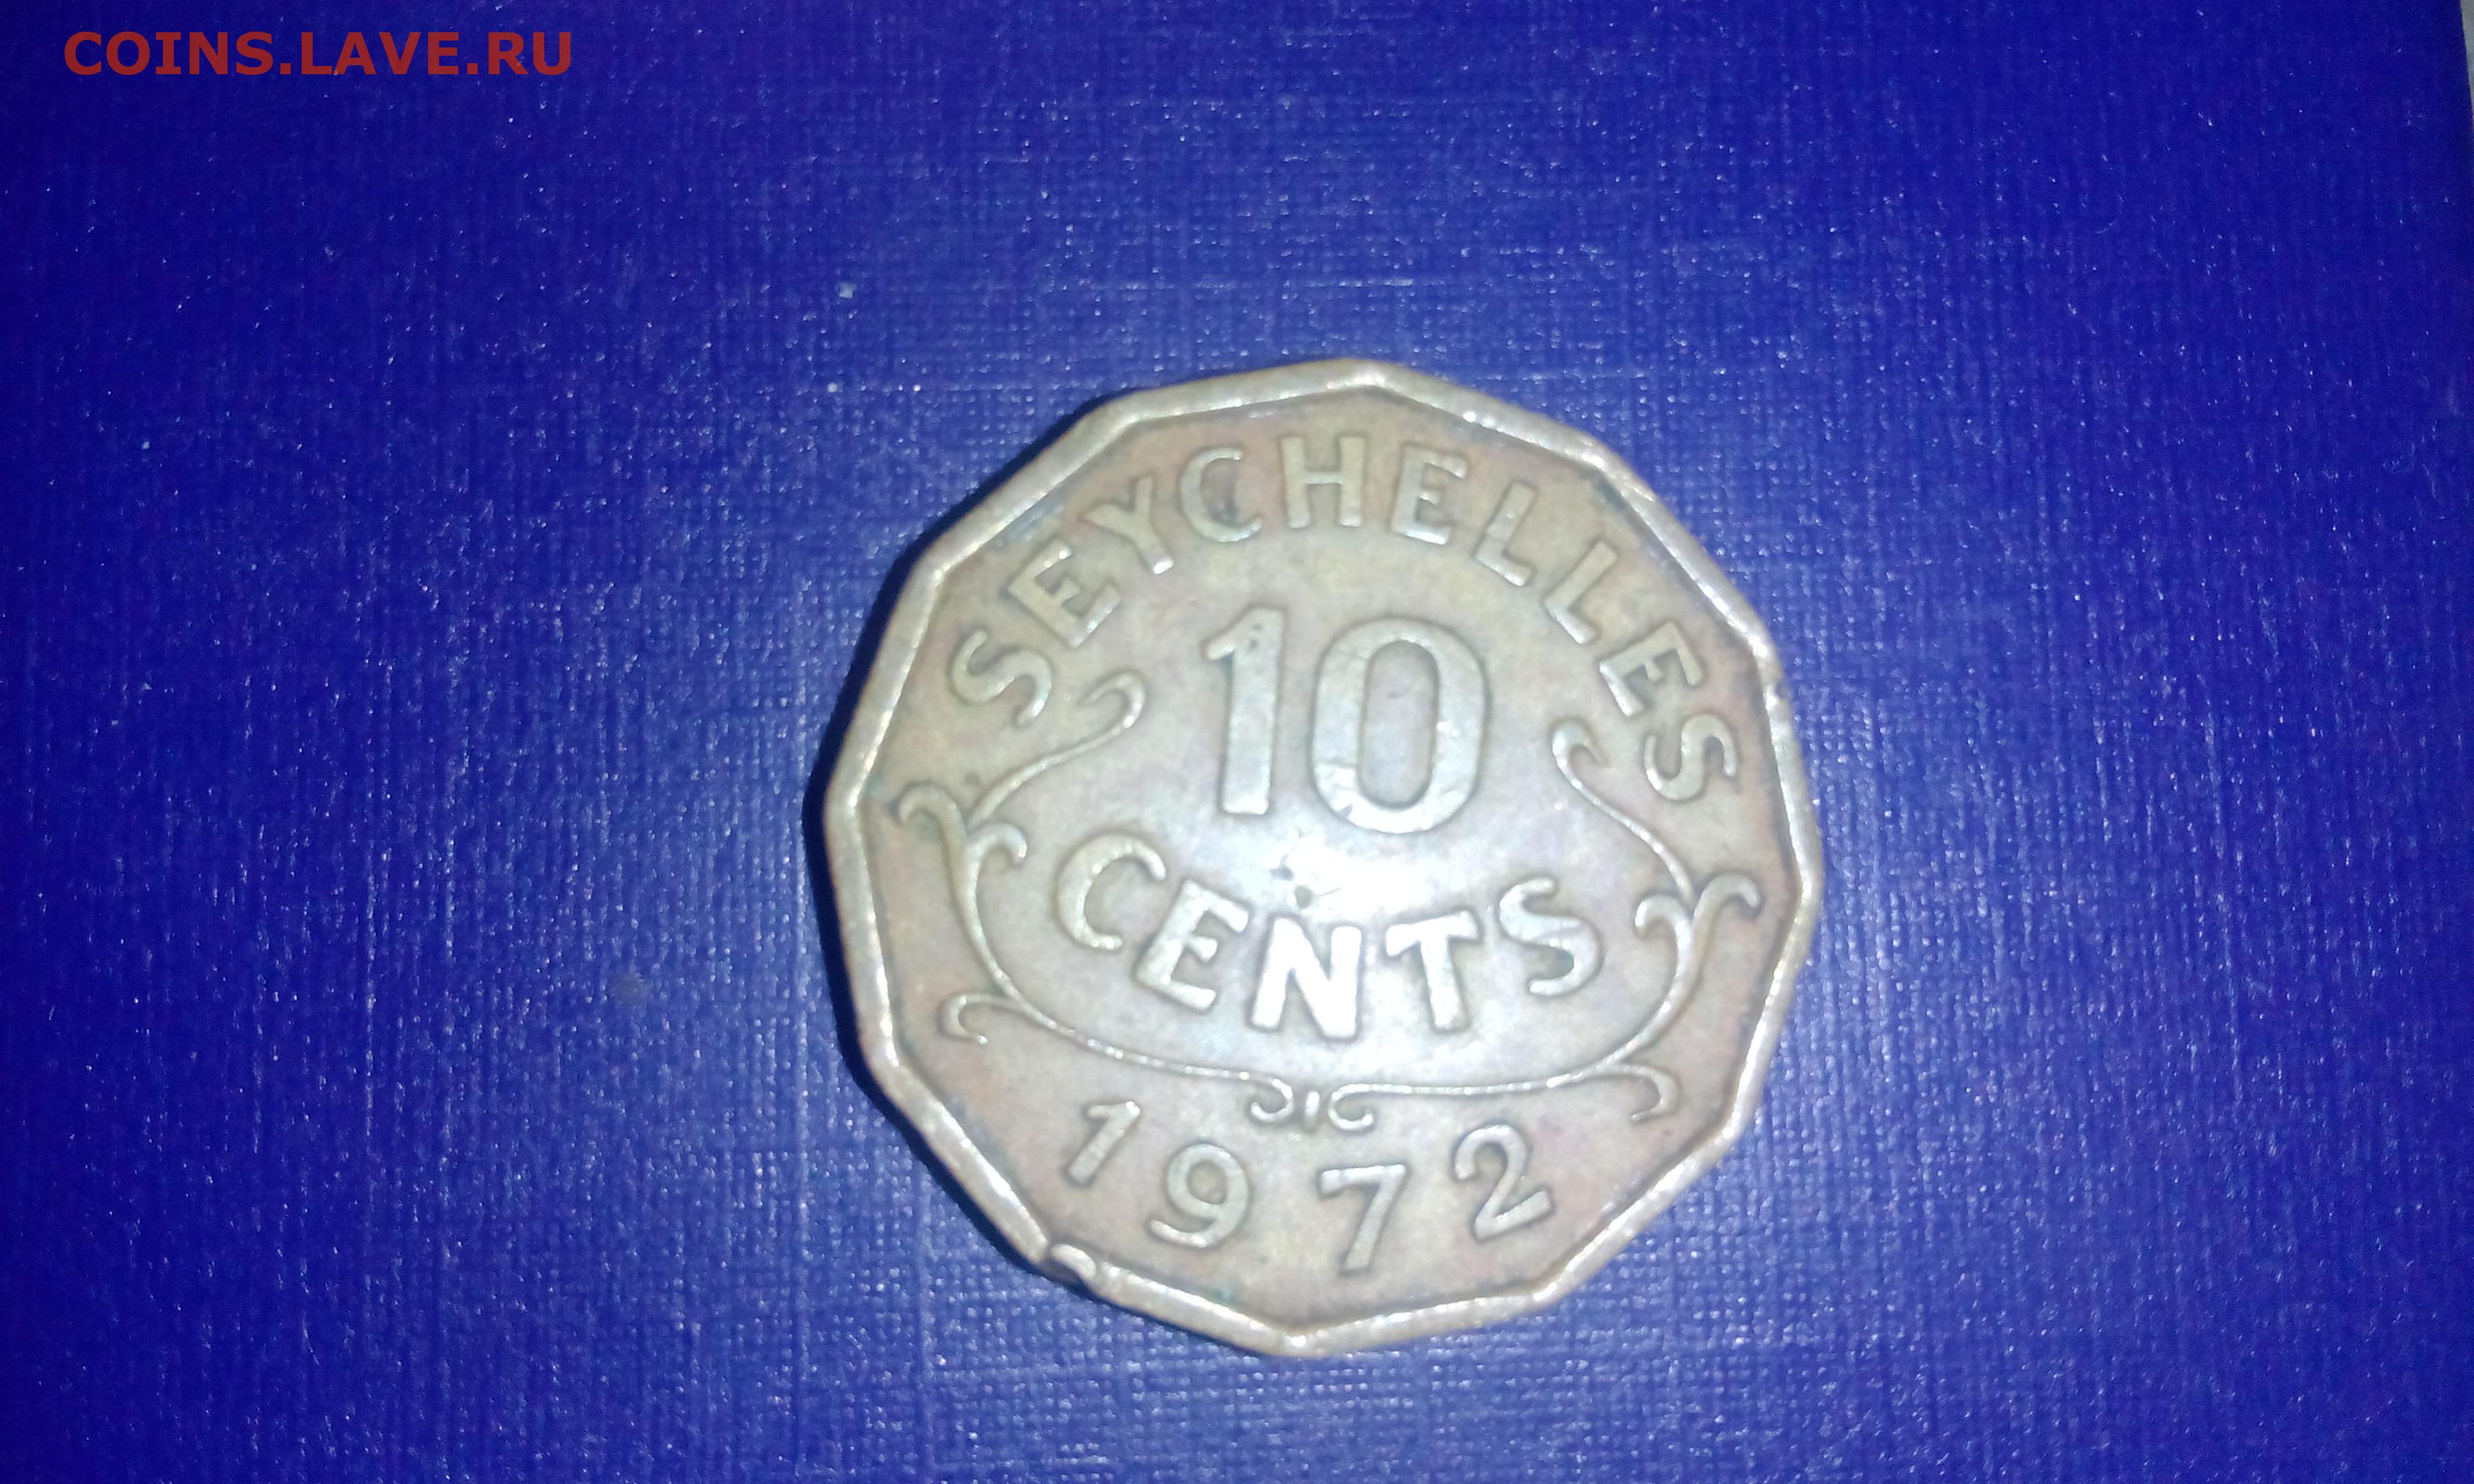 COINS.LAVE.RU
SEYCHELLES
10
CENTS
1972